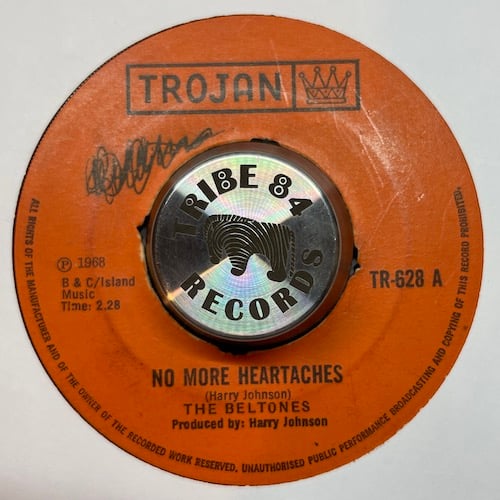 TROJAN
TRIBE 84
RECORDS
℗ 1968
B & C/Island
Music
Time: 2.28
TR-628 A
NO MORE HEARTACHES
(Harry Johnson)
THE BELTONES
Produced by: Harry Johnson
ALL RIGHTS OF THE MANUFACTURER AND OF THE OWNER OF THE RECORDED WORK RESERVED. UNAUTHORISED PUBLIC PERFORMANCE BROADCASTING AND COPYING OF THIS RECORD PROHIBITED.